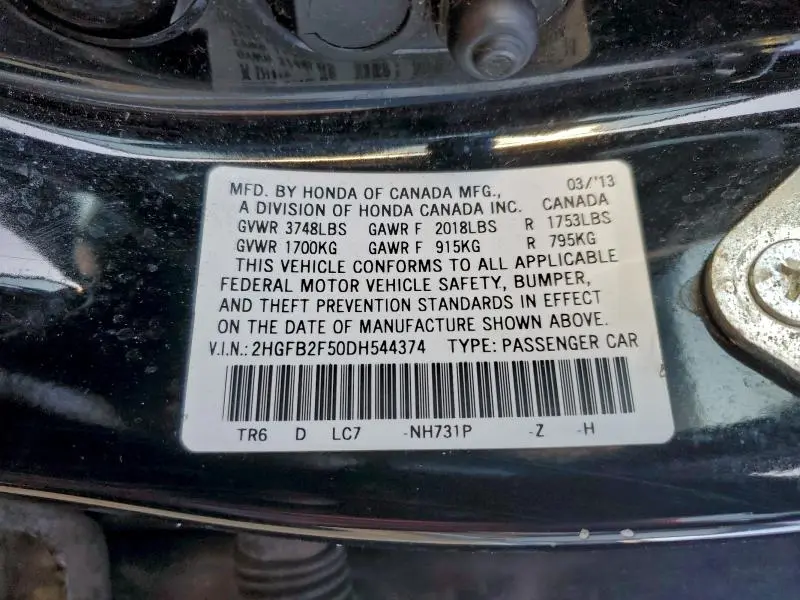 MFD. BY HONDA OF CANADA MFG., 03/'13
A DIVISION OF HONDA CANADA INC. CANADA
GVWR 3748LBS GAWR F 2018LBS R 1753LBS
GVWR 1700KG GAWR F 915KG R 795KG
THIS VEHICLE CONFORMS TO ALL APPLICABLE
FEDERAL MOTOR VEHICLE SAFETY, BUMPER,
AND THEFT PREVENTION STANDARDS IN EFFECT
ON THE DATE OF MANUFACTURE SHOWN ABOVE.
V.I.N.: 2HGFB2F50DH544374 TYPE: PASSENGER CAR
TR6 D LC7 -NH731P -Z -H